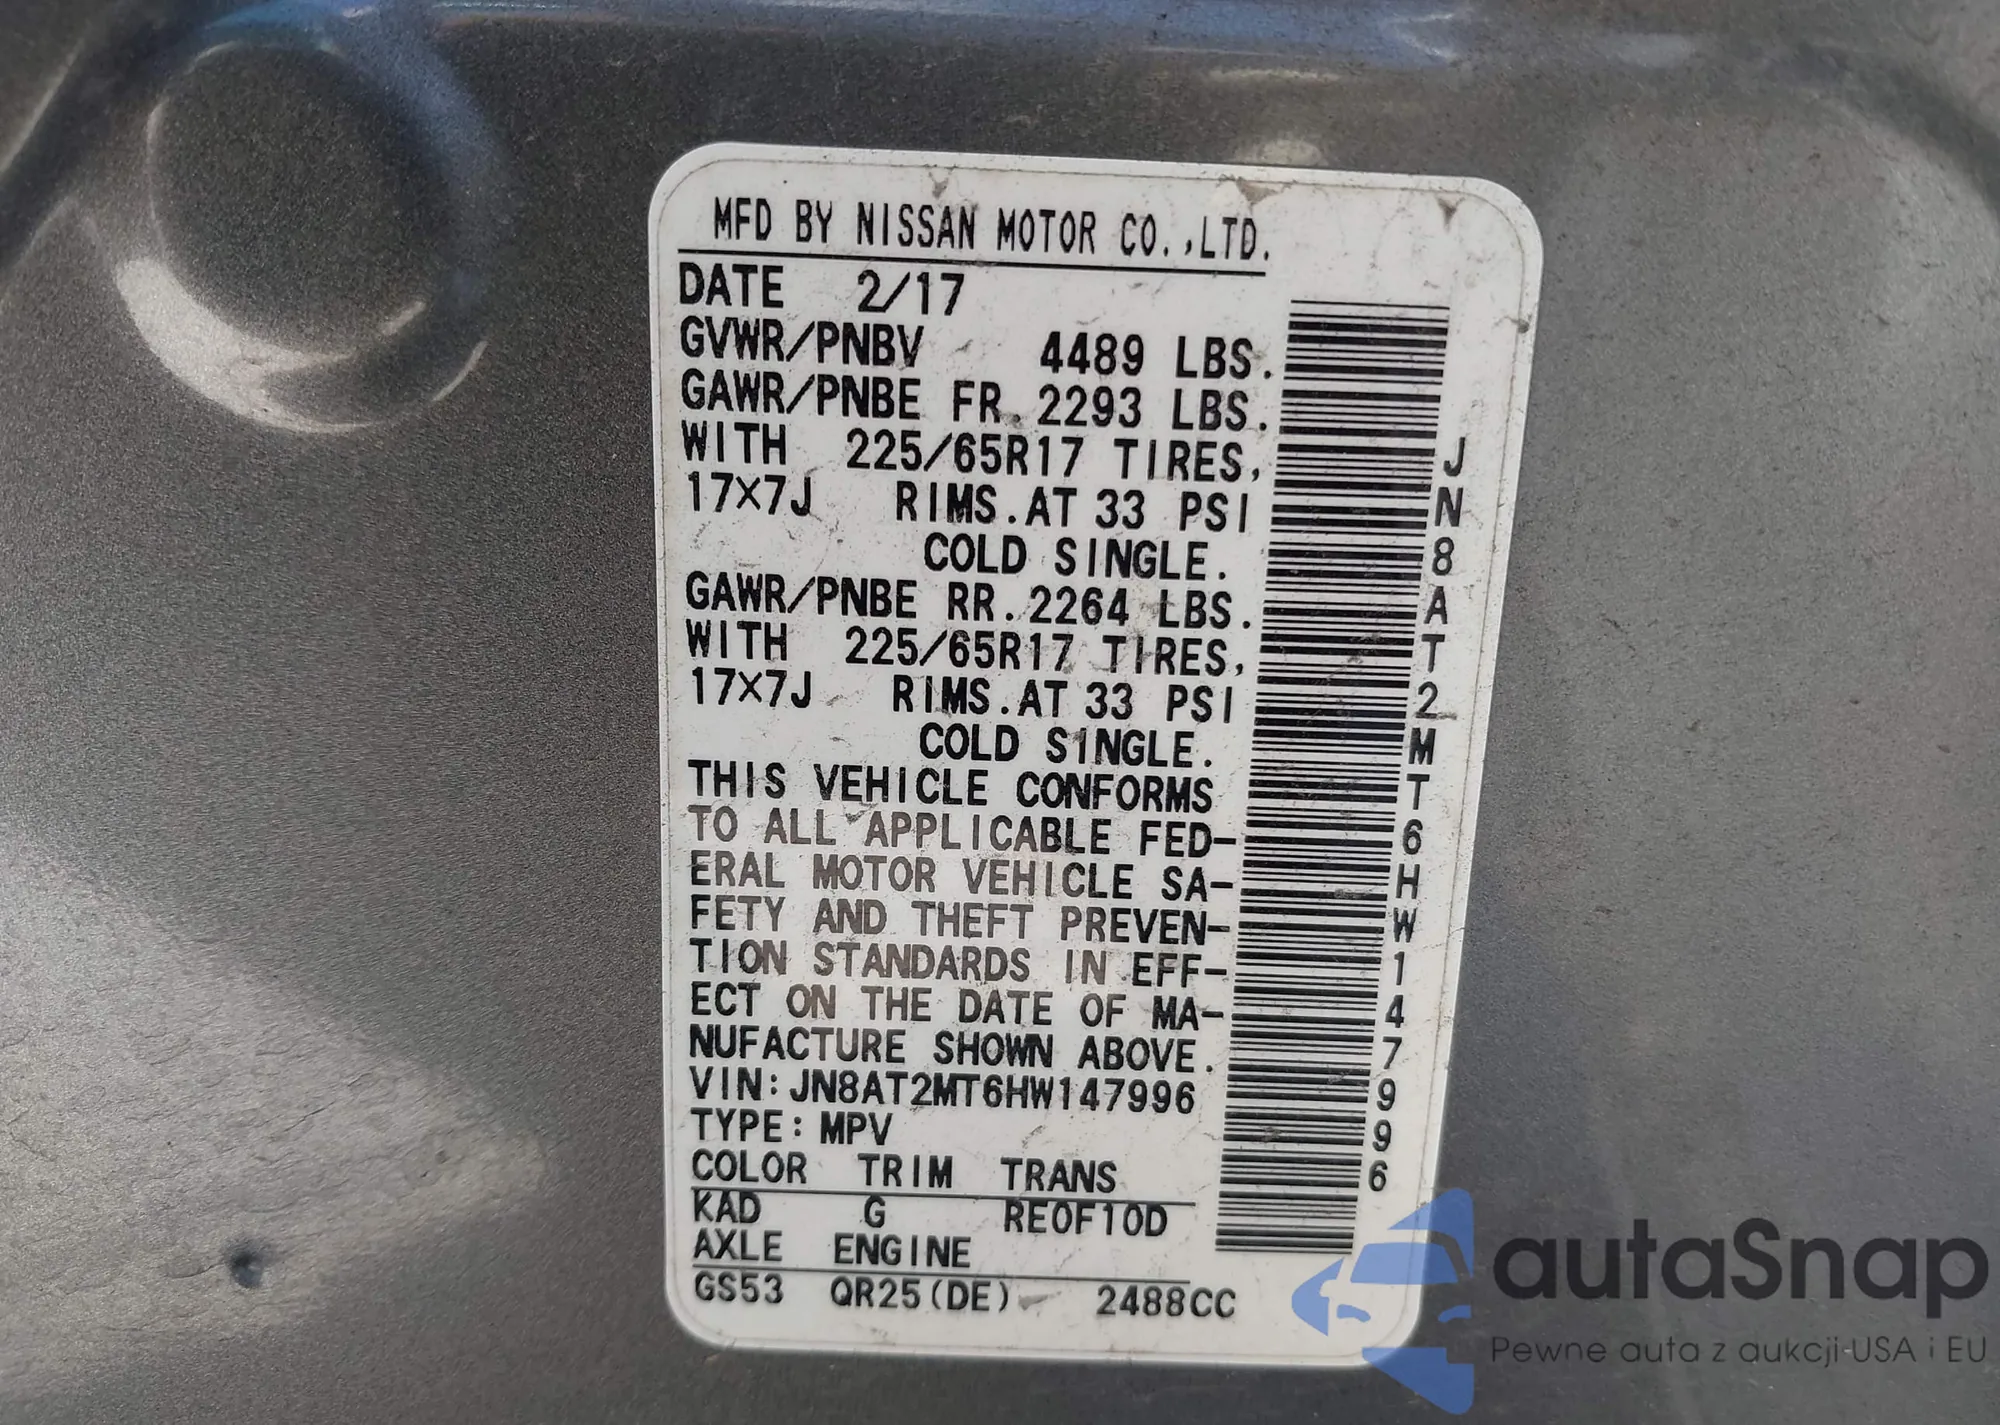 MFD BY NISSAN MOTOR CO.,LTD.
DATE 2/17
GVWR/PNBV 4489 LBS.
GAWR/PNBE FR. 2293 LBS.
WITH 225/65R17 TIRES,
17X7J RIMS.AT 33 PSI
COLD SINGLE.
GAWR/PNBE RR. 2264 LBS.
WITH 225/65R17 TIRES,
17X7J RIMS.AT 33 PSI
COLD SINGLE.
THIS VEHICLE CONFORMS
TO ALL APPLICABLE FED-
ERAL MOTOR VEHICLE SA-
FETY AND THEFT PREVEN-
TION STANDARDS IN EFF-
ECT ON THE DATE OF MA-
NUFACTURE SHOWN ABOVE.
VIN:JN8AT2MT6HW147996
TYPE:MPV
COLOR TRIM TRANS
KAD G RE0F10D
AXLE ENGINE
GS53 QR25(DE) 2488CC
JN8AT2MT6HW147996
autaSnap
Pewne auta z aukcji USA i EU